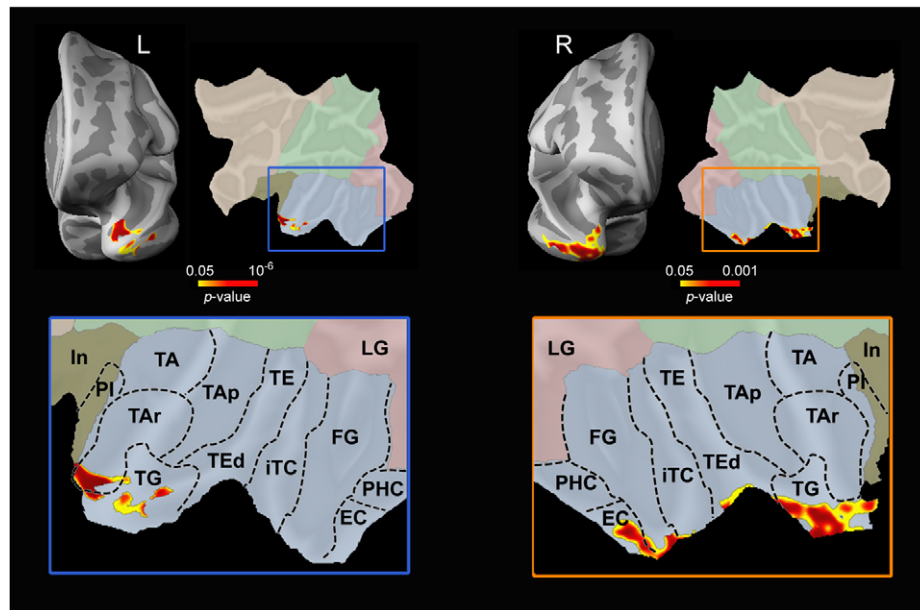 L
R
0.05 10⁻⁶
p-value
0.05 0.001
p-value
In
PI
TA
TAr
TAp
TE
LG
TG
TEd
iTC
FG
PHC
EC
LG
TE
TA
In
PI
TAp
TAr
FG
PHC
iTC
TEd
TG
EC